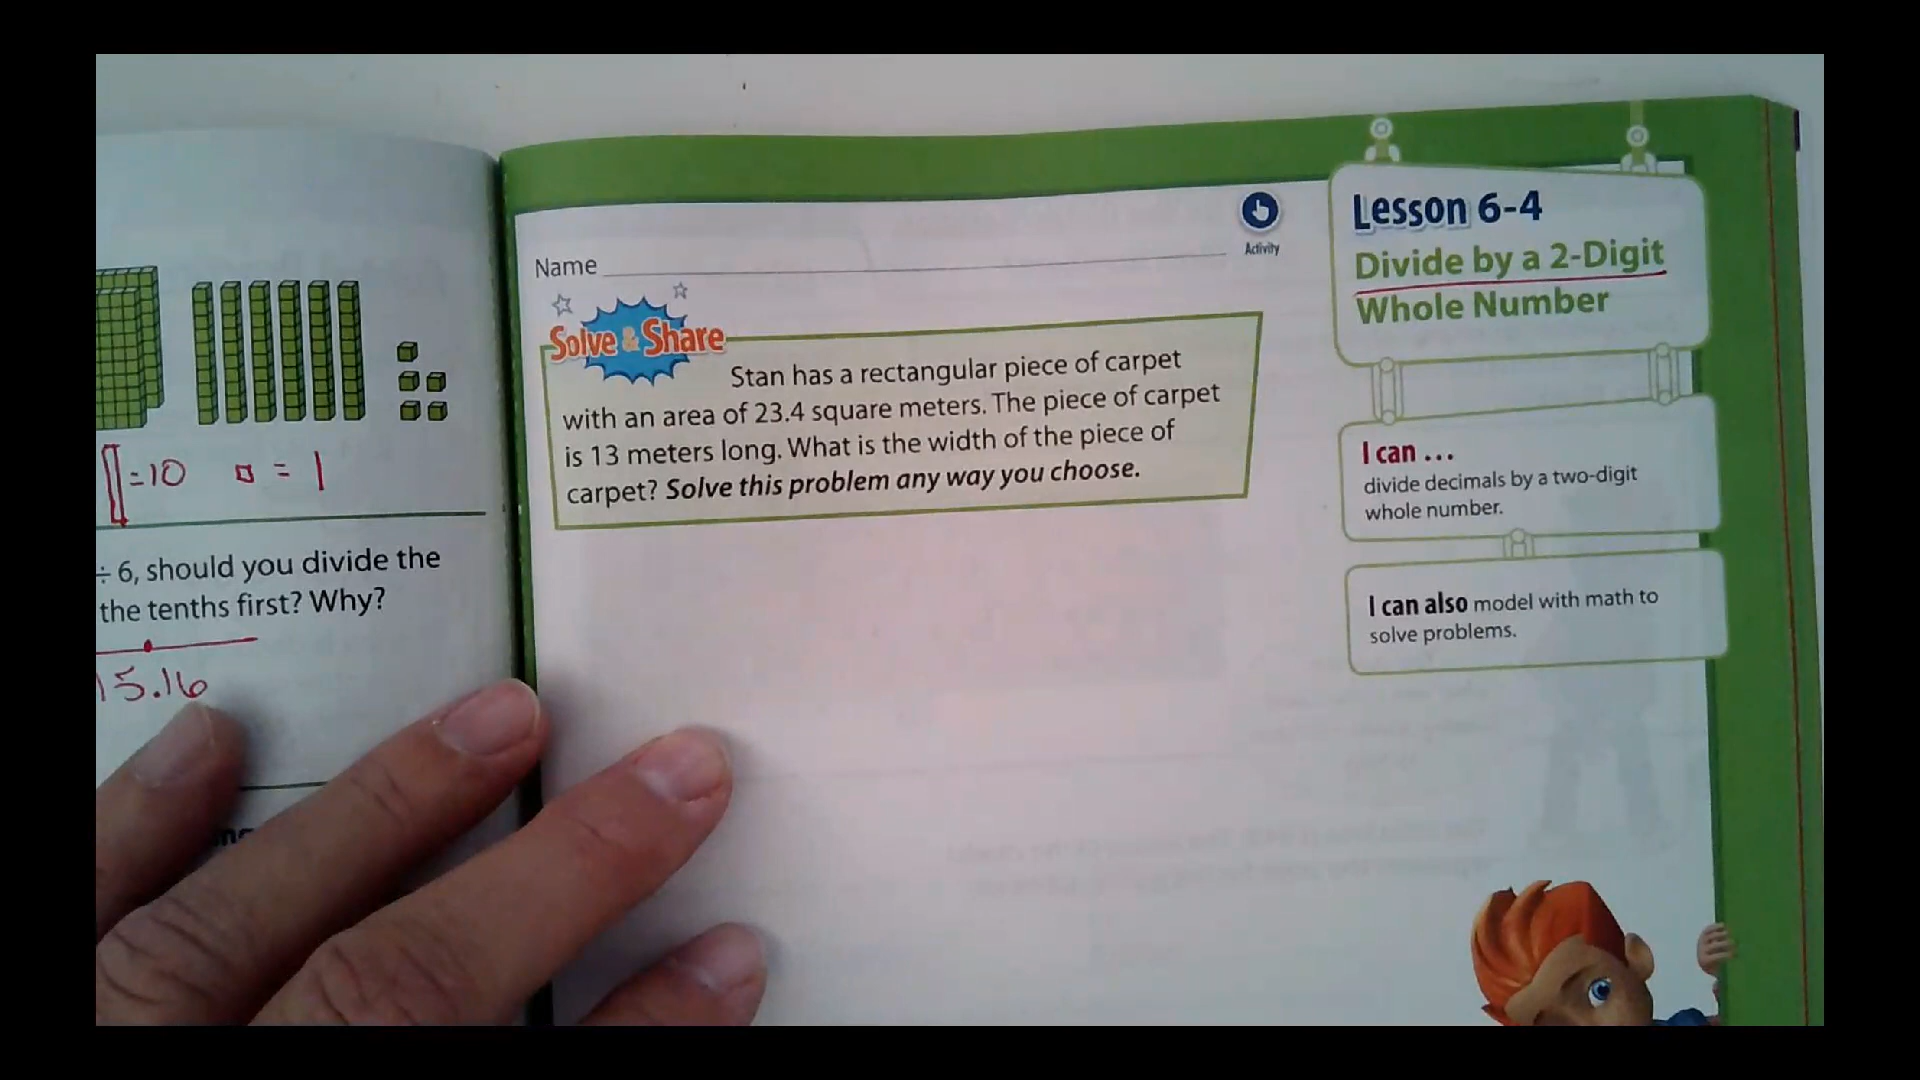 = 10 □ = 1
÷ 6, should you divide the
the tenths first? Why?
15.16
Name
Activity
Solve & Share
Stan has a rectangular piece of carpet
with an area of 23.4 square meters. The piece of carpet
is 13 meters long. What is the width of the piece of
carpet? Solve this problem any way you choose.
Lesson 6-4
Divide by a 2-Digit
Whole Number
I can ...
divide decimals by a two-digit
whole number.
I can also model with math to
solve problems.